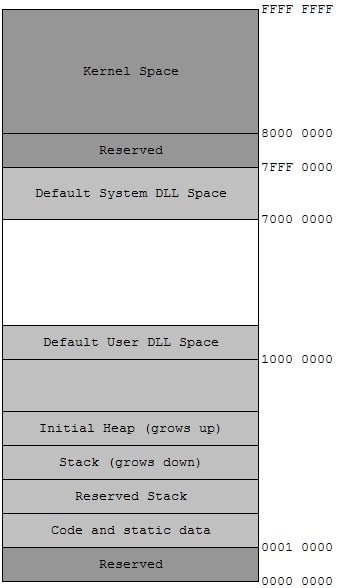 FFFF FFFF
Kernel Space
8000 0000
Reserved
7FFF 0000
Default System DLL Space
7000 0000
Default User DLL Space
1000 0000
Initial Heap (grows up)
Stack (grows down)
Reserved Stack
Code and static data
0001 0000
Reserved
0000 0000